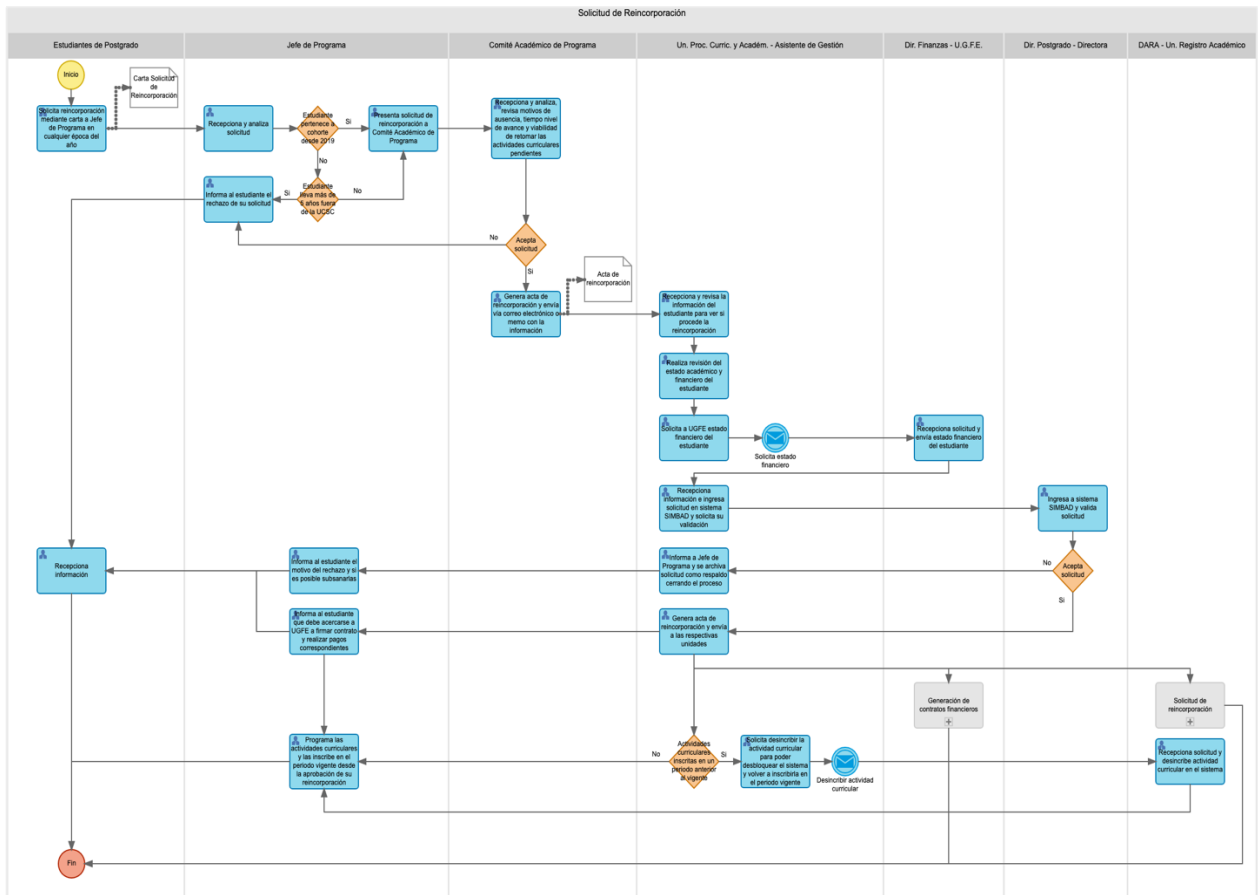 Solicitud de Reincorporación
Estudiantes de Postgrado
Jefe de Programa
Comité Académico de Programa
Un. Proc. Curric. y Académ. - Asistente de Gestión
Dir. Finanzas - U.G.F.E.
Dir. Postgrado - Directora
DARA - Un. Registro Académico
Inicio
Carta Solicitud
de
Reincorporación
Solicita reincorporación
mediante carta a Jefe
de Programa en
cualquier época del
año
Recepciona y analiza
solicitud
Estudiante
pertenece a
cohorte
desde 2019
Si
No
Presenta solicitud de
reincorporación a
Comité Académico de
Programa
Recepciona y analiza,
revisa motivos de
ausencia, tiempo nivel
de avance y viabilidad
de retomar las
actividades curriculares
pendientes
Informa al estudiante el
rechazo de su solicitud
Si
Estudiante
lleva más de
5 años fuera
de la UCSC
No
No
Acepta
solicitud
Si
Acta de
reincorporación
Genera acta de
reincorporación y envía
vía correo electrónico o
memo con la
información
Recepciona y revisa la
información del
estudiante para ver si
procede la
reincorporación
Realiza revisión del
estado académico y
financiero del
estudiante
Solicita a UGFE estado
financiero del
estudiante
Solicita estado
financiero
Recepciona solicitud y
envía estado financiero
del estudiante
Recepciona
información e ingresa
solicitud en sistema
SIMBAD y solicita su
validación
Ingresa a sistema
SIMBAD y valida
solicitud
Recepciona
información
Informa al estudiante el
motivo del rechazo y si
es posible subsanarlas
Informa a Jefe de
Programa y se archiva
solicitud como respaldo
cerrando el proceso
No
Acepta
solicitud
Si
Informa al estudiante
que debe acercarse a
UGFE a firmar contrato
y realizar pagos
correspondientes
Genera acta de
reincorporación y envía
a las respectivas
unidades
Generación de
contratos financieros
Solicitud de
reincorporación
Programa las
actividades curriculares
y las inscribe en el
periodo vigente desde
la aprobación de su
reincorporación
No
Actividades
curriculares
inscritas en un
periodo anterior
al vigente
Si
Solicita desincribir la
actividad curricular
para poder
desbloquear el sistema
y volver a inscribirta en
el periodo vigente
Desincribir actividad
curricular
Recepciona solicitud y
desincribe actividad
curricular en el sistema
Fin